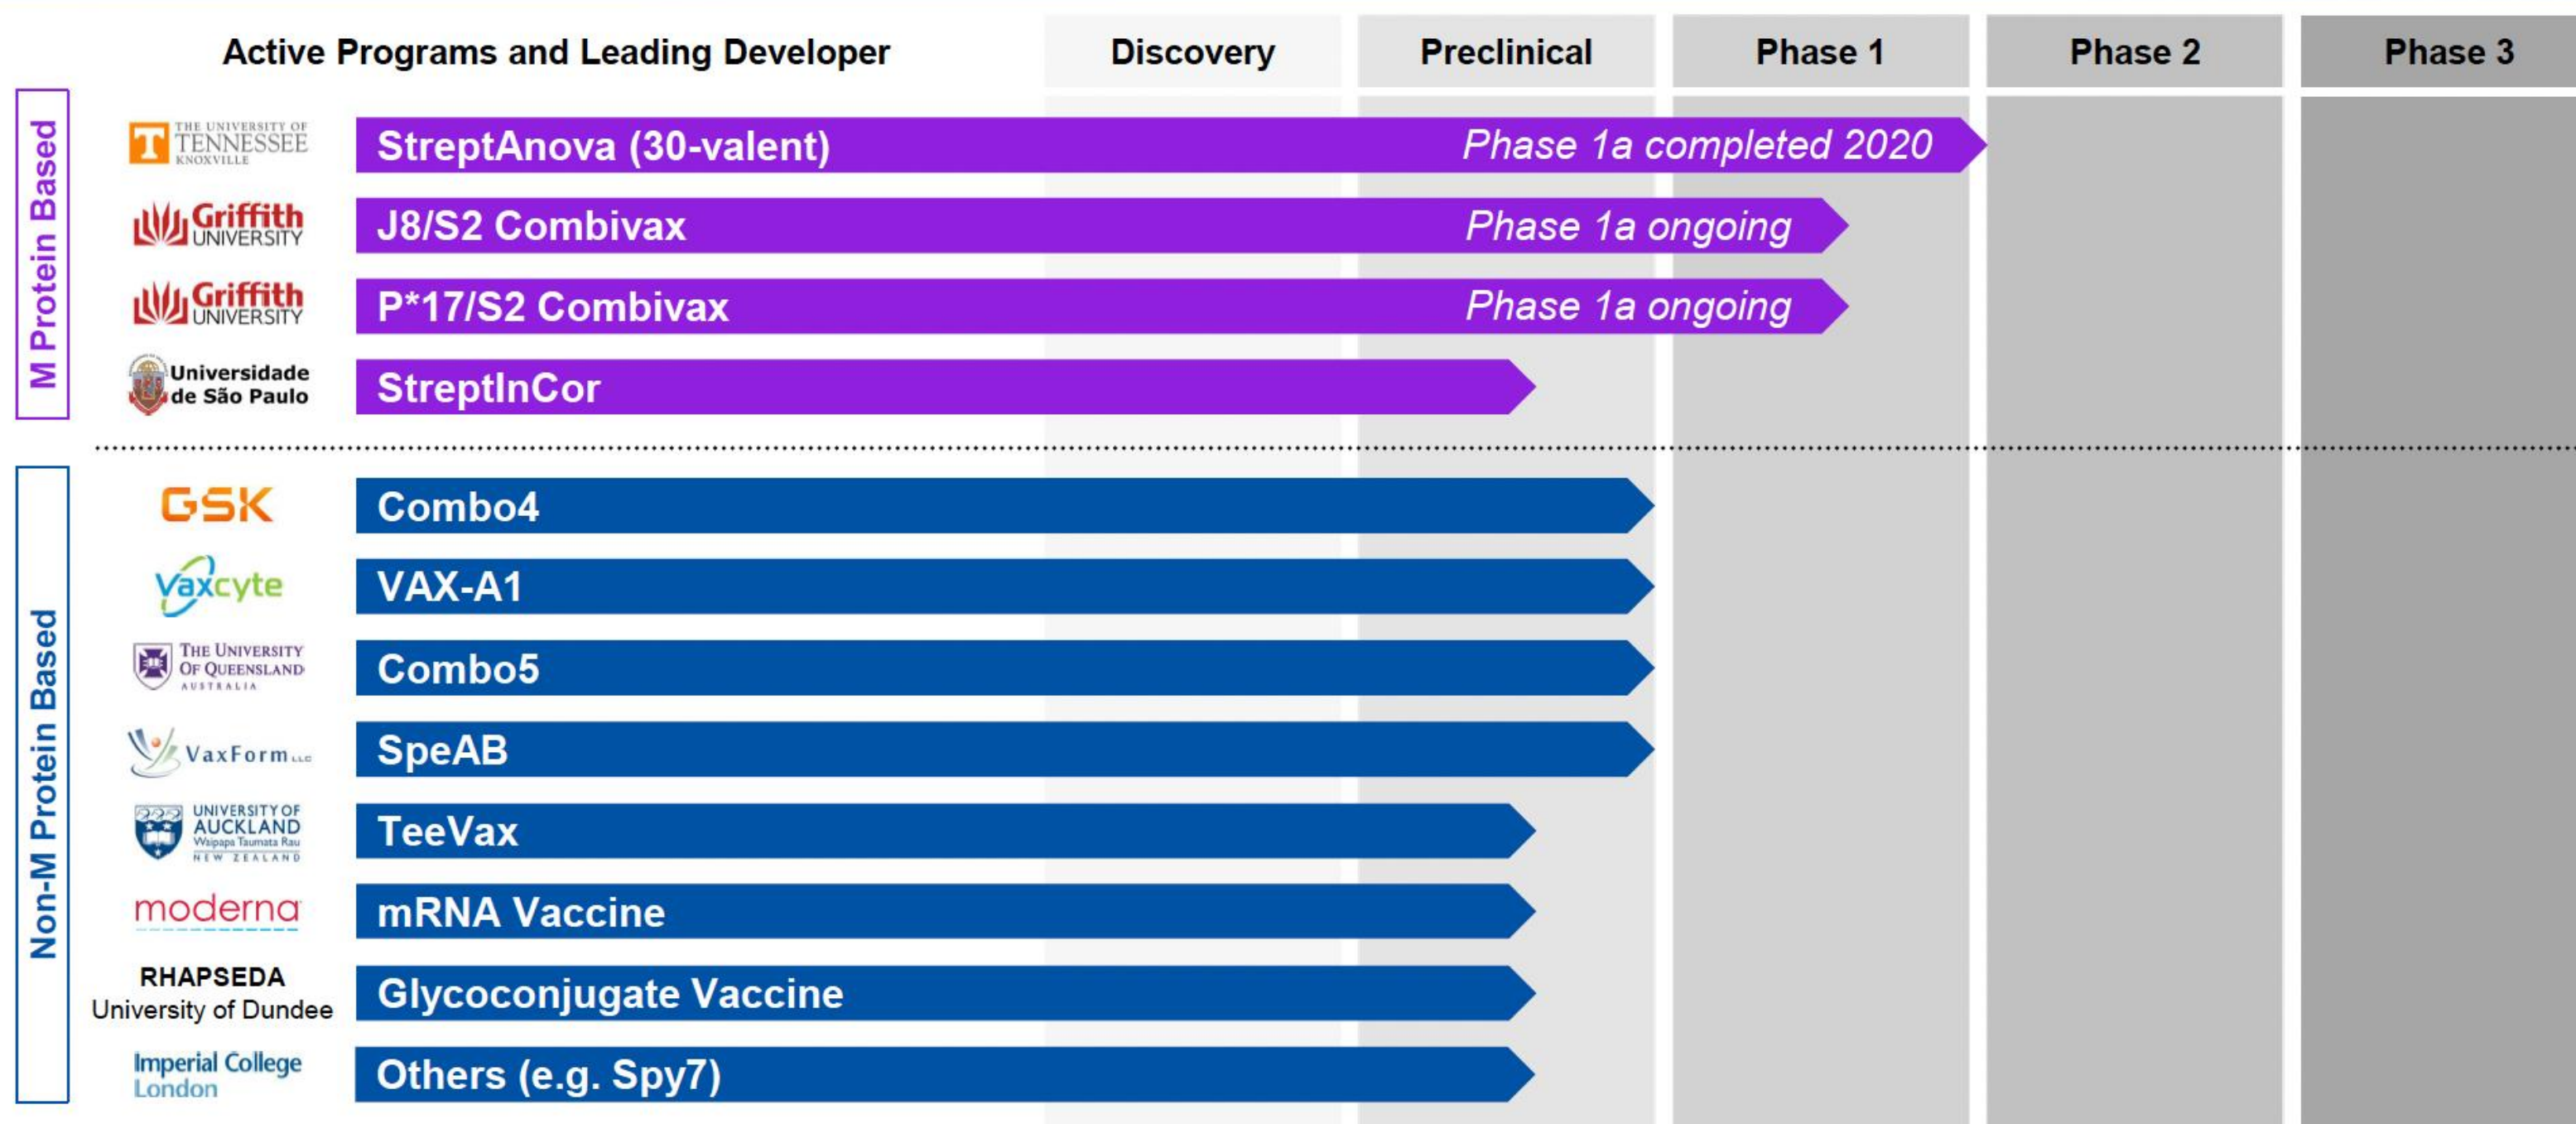 Active Programs and Leading Developer
Discovery
Preclinical
Phase 1
Phase 2
Phase 3
M Protein Based
THE UNIVERSITY OF
TENNESSEE
KNOXVILLE
StreptAnova (30-valent)
Phase 1a completed 2020
Griffith
UNIVERSITY
J8/S2 Combivax
Phase 1a ongoing
Griffith
UNIVERSITY
P*17/S2 Combivax
Phase 1a ongoing
Universidade
de São Paulo
StreptInCor
Non-M Protein Based
GSK
Combo4
Vaxcyte
VAX-A1
THE UNIVERSITY
OF QUEENSLAND
AUSTRALIA
Combo5
VaxForm LLC
SpeAB
UNIVERSITY OF
AUCKLAND
Waipapa Taumata Rau
NEW ZEALAND
TeeVax
moderna
mRNA Vaccine
RHAPSEDA
University of Dundee
Glycoconjugate Vaccine
Imperial College
London
Others (e.g. Spy7)